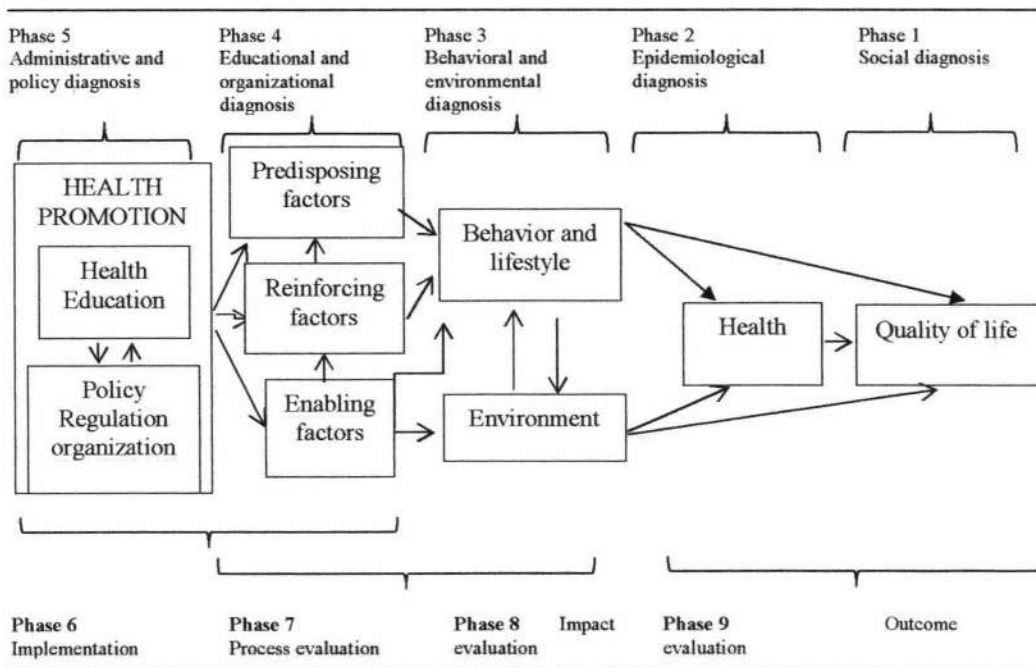 Phase 5
Administrative and
policy diagnosis
Phase 4
Educational and
organizational
diagnosis
Phase 3
Behavioral and
environmental
diagnosis
Phase 2
Epidemiological
diagnosis
Phase 1
Social diagnosis
HEALTH
PROMOTION
Health
Education
Policy
Regulation
organization
Predisposing
factors
Reinforcing
factors
Enabling
factors
Behavior and
lifestyle
Environment
Health
Quality of life
Phase 6
Implementation
Phase 7
Process evaluation
Phase 8 Impact
evaluation
Phase 9 Outcome
evaluation